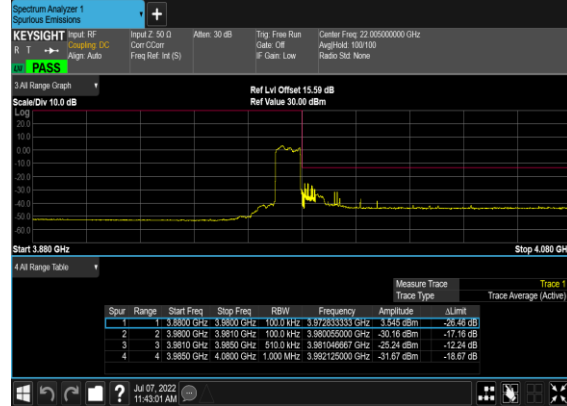 Spectrum Analyzer 1
Spurious Emissions
+
KEYSIGHT Input: RF Input Z: 50 Ω Atten: 30 dB Trig: Free Run Center Freq: 22.005000000 GHz
R T Coupling: DC Corr CCorr Gate: Off Avg|Hold: 100/100
Align: Auto Freq Ref: Int (S) IF Gain: Low Radio Std: None
PASS
3 All Range Graph
Ref Lvl Offset 15.59 dB
Scale/Div 10.0 dB Ref Value 30.00 dBm
Log
20.0
10.0
0.00
-10.0
-20.0
-30.0
-40.0
-50.0
-60.0
Start 3.880 GHz Stop 4.080 GH
4 All Range Table
Measure Trace Trace 1
Trace Type Trace Average (Active)
Spur Range Start Freq Stop Freq RBW Frequency Amplitude ΔLimit
1 1 3.8800 GHz 3.9800 GHz 100.0 kHz 3.972833333 GHz 3.545 dBm -26.46 dB
2 2 3.9800 GHz 3.9810 GHz 100.0 kHz 3.980055000 GHz -30.16 dBm -17.16 dB
3 3 3.9810 GHz 3.9850 GHz 510.0 kHz 3.981046667 GHz -25.24 dBm -12.24 dB
4 4 3.9850 GHz 4.0800 GHz 1.000 MHz 3.992125000 GHz -31.67 dBm -18.67 dB
? Jul 07, 2022
11:43:01 AM